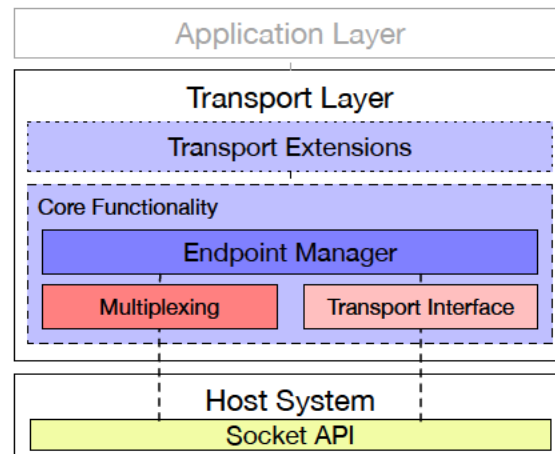 Application Layer
Transport Layer
Transport Extensions
Core Functionality
Endpoint Manager
Multiplexing
Transport Interface
Host System
Socket API